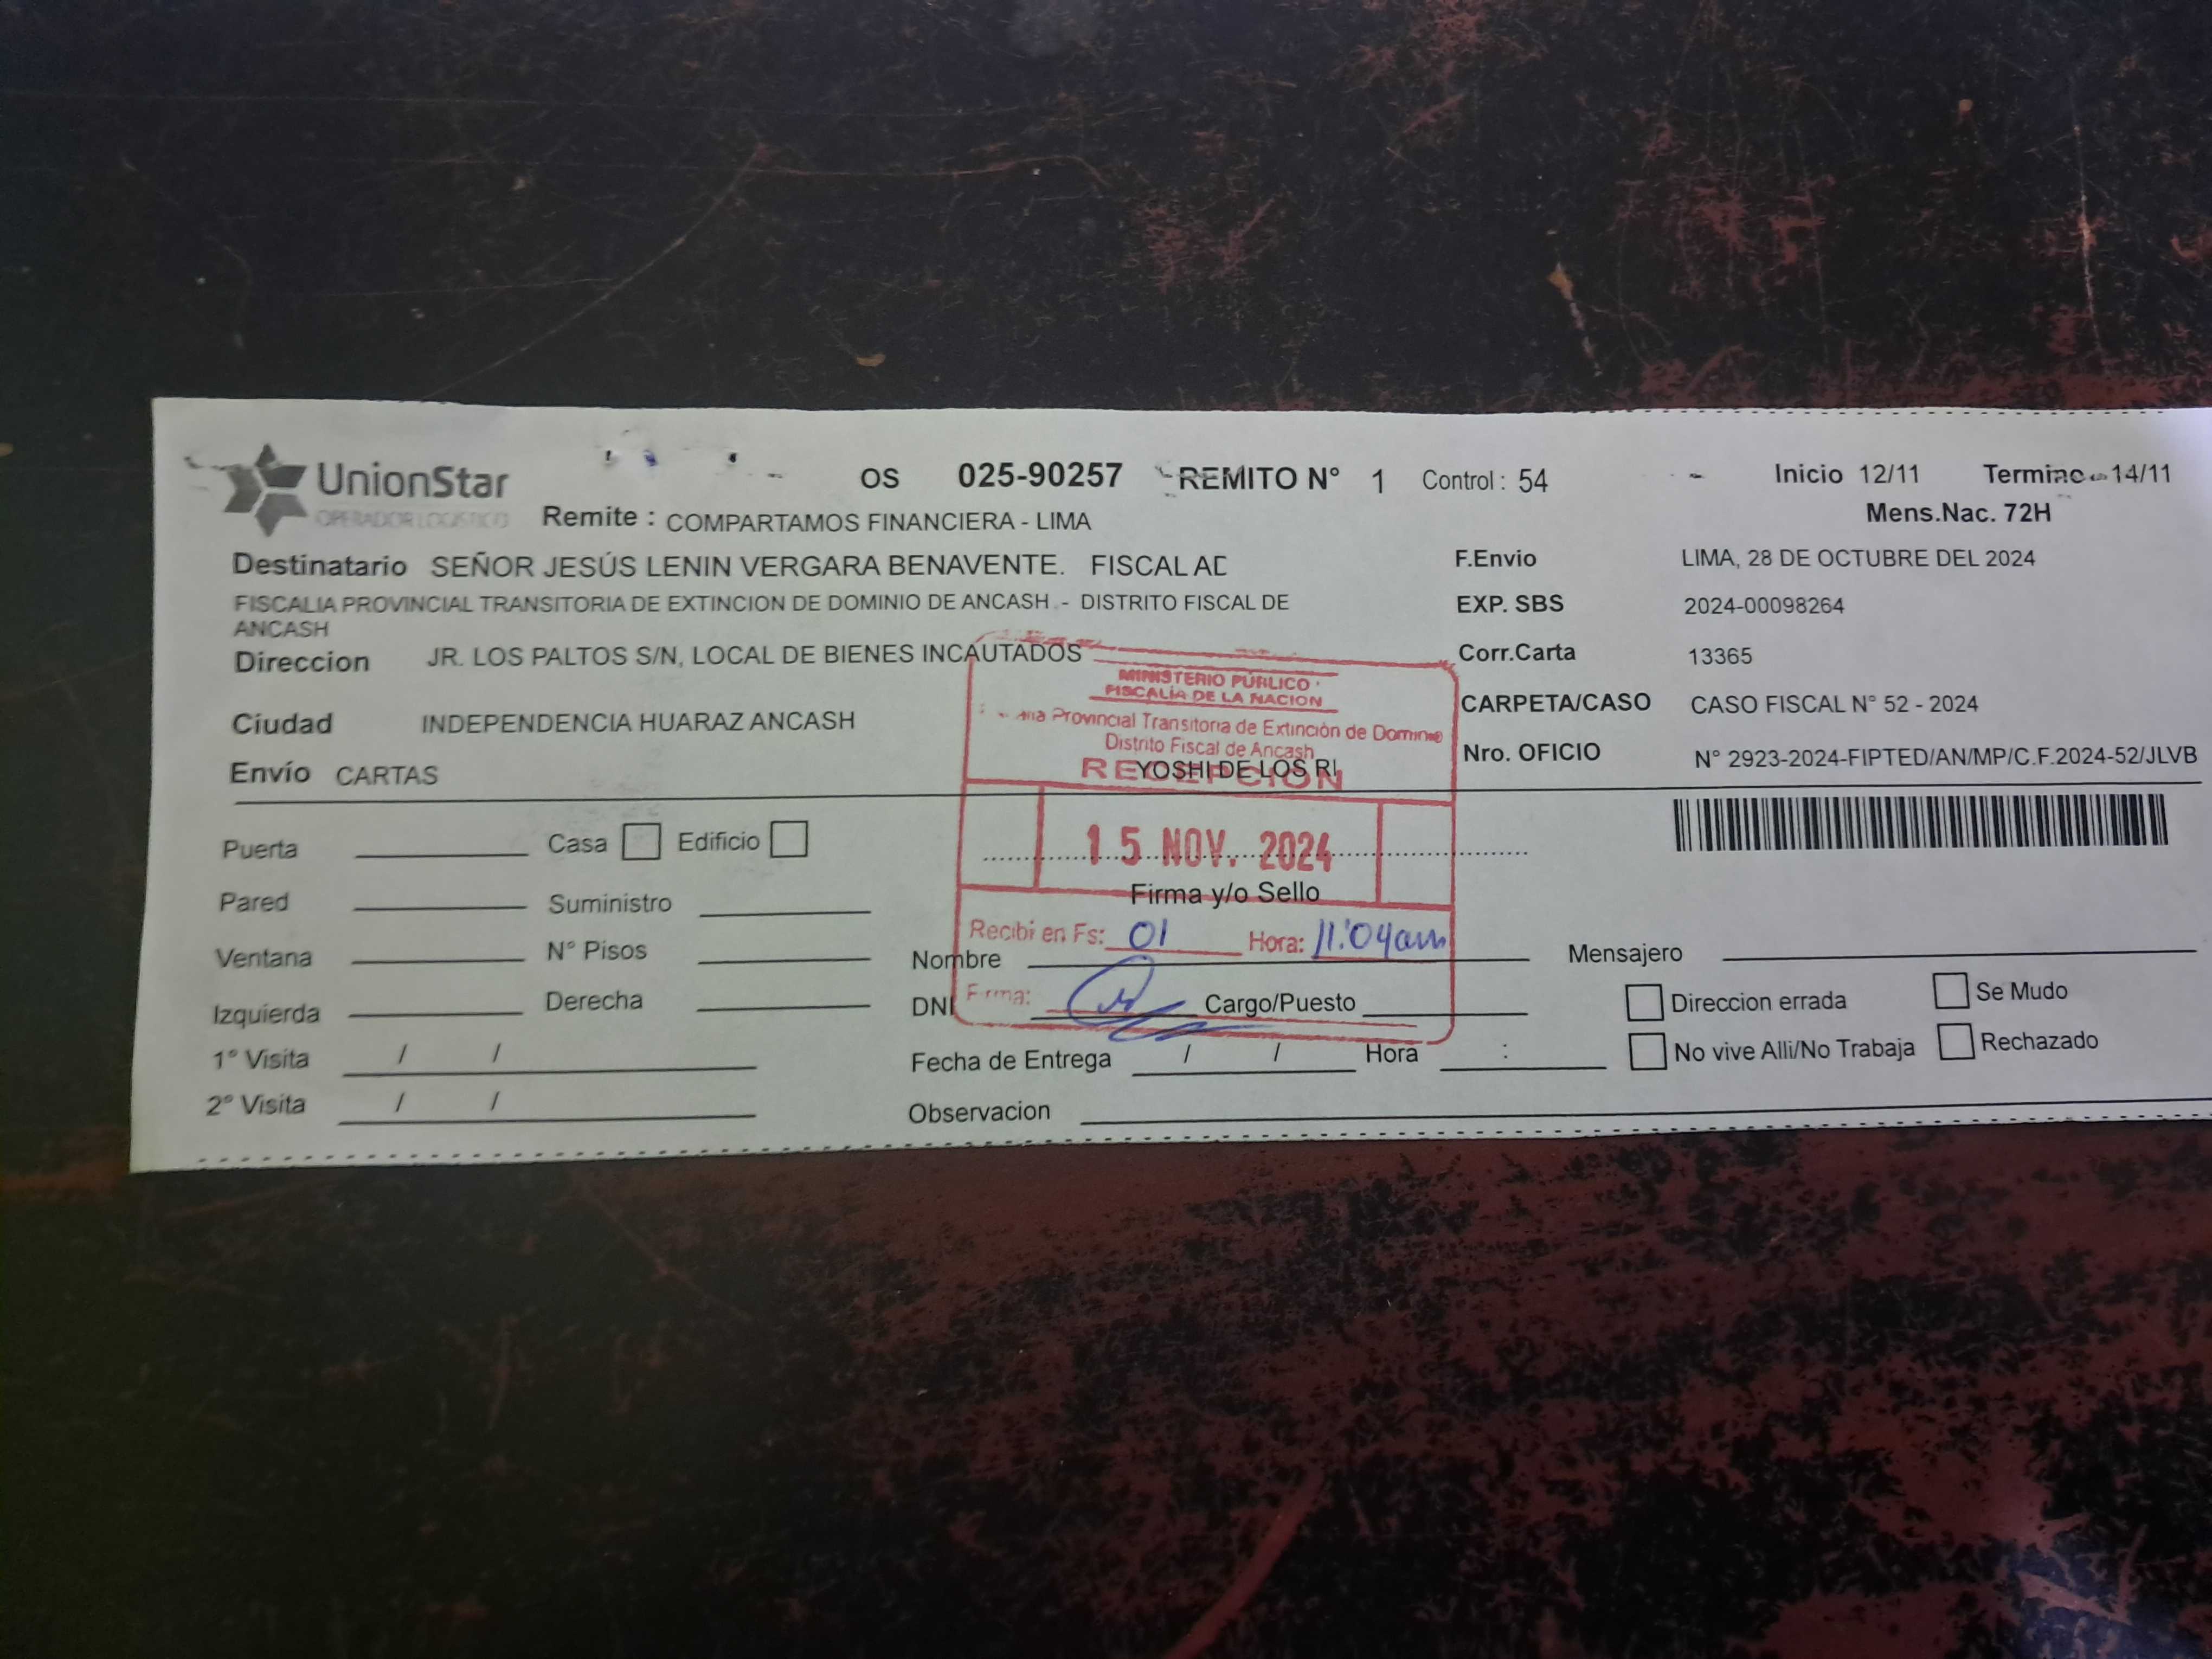 UnionStar
OPERADOR LOGISTICO
OS 025-90257 REMITO N° 1 Control : 54 Inicio 12/11 Termino 14/11
Remite : COMPARTAMOS FINANCIERA - LIMA Mens.Nac. 72H
Destinatario SEÑOR JESÚS LENIN VERGARA BENAVENTE. FISCAL AD F.Envio LIMA, 28 DE OCTUBRE DEL 2024
FISCALIA PROVINCIAL TRANSITORIA DE EXTINCION DE DOMINIO DE ANCASH - DISTRITO FISCAL DE EXP. SBS 2024-00098264
ANCASH
Direccion JR. LOS PALTOS S/N, LOCAL DE BIENES INCAUTADOS Corr.Carta 13365
MINISTERIO PÚBLICO
FISCALÍA DE LA NACION
CARPETA/CASO CASO FISCAL N° 52 - 2024
Ciudad INDEPENDENCIA HUARAZ ANCASH
Provincial Transitoria de Extinción de Dominio
Distrito Fiscal de Ancash
Nro. OFICIO N° 2923-2024-FIPTED/AN/MP/C.F.2024-52/JLVB
Envío CARTAS
RECEPCION
YOSHI DE LOS RI
Puerta Casa Edificio
15 NOV. 2024
Firma y/o Sello
Pared Suministro
Recibi en Fs: 01 Hora: 11:04am
Ventana N° Pisos Nombre Mensajero
Izquierda Derecha DNI Firma: Cargo/Puesto Direccion errada Se Mudo
1° Visita / / Fecha de Entrega / / Hora : No vive Alli/No Trabaja Rechazado
2° Visita / / Observacion